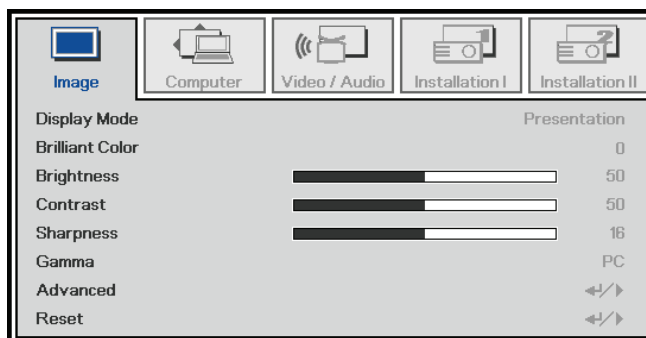 Image Computer Video / Audio Installation I Installation II
Display Mode Presentation
Brilliant Color 0
Brightness 50
Contrast 50
Sharpness 16
Gamma PC
Advanced
Reset